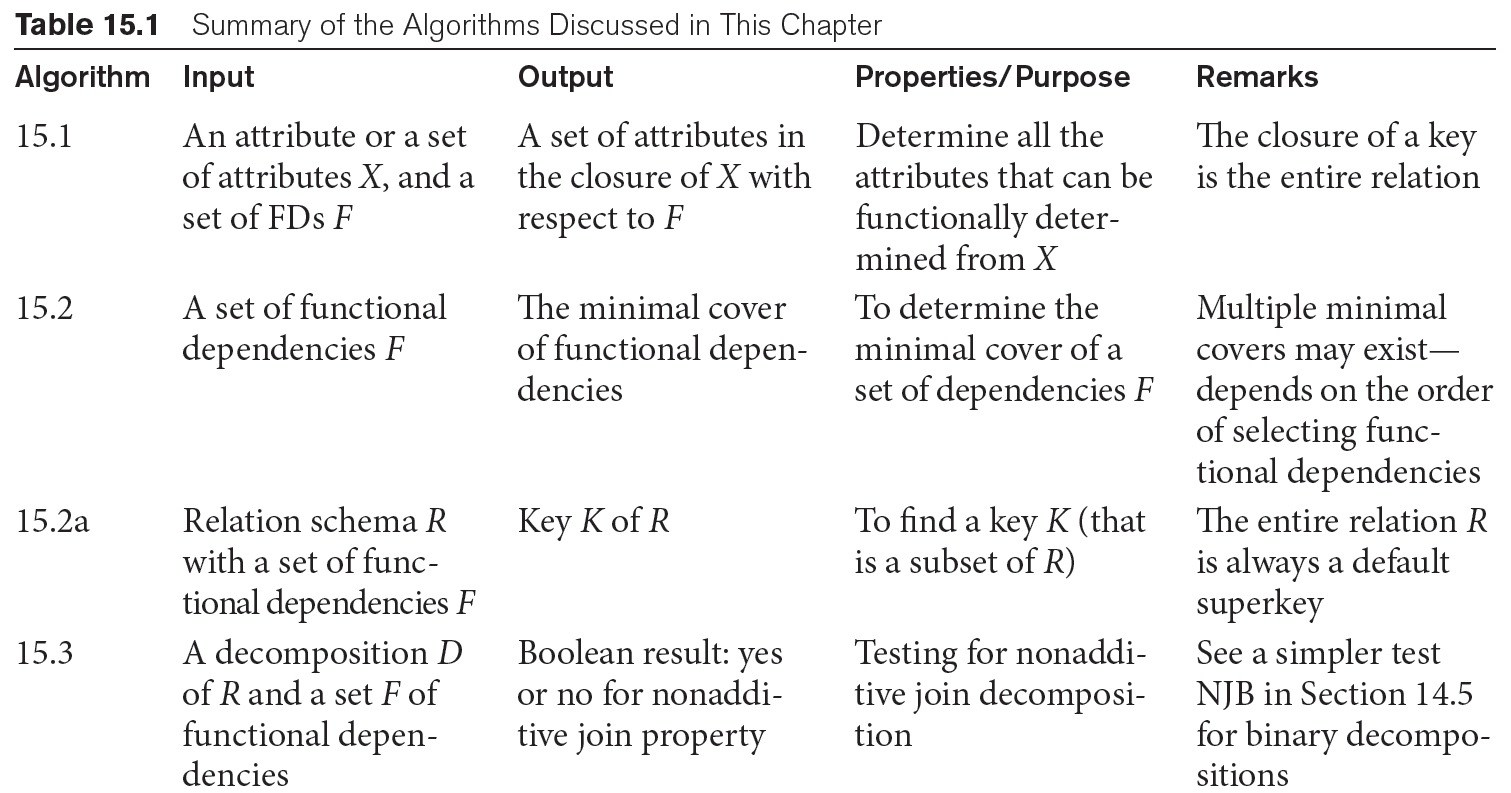 Table 15.1 Summary of the Algorithms Discussed in This Chapter
Algorithm Input Output Properties/Purpose Remarks
15.1 An attribute or a set A set of attributes in Determine all the The closure of a key
of attributes X, and a the closure of X with attributes that can be is the entire relation
set of FDs F respect to F functionally deter-
mined from X
15.2 A set of functional The minimal cover To determine the Multiple minimal
dependencies F of functional depen- minimal cover of a covers may exist—
dencies set of dependencies F depends on the order
of selecting func-
tional dependencies
15.2a Relation schema R Key K of R To find a key K (that The entire relation R
with a set of func- is a subset of R) is always a default
tional dependencies F superkey
15.3 A decomposition D Boolean result: yes Testing for nonaddi- See a simpler test
of R and a set F of or no for nonaddi- tive join decomposi- NJB in Section 14.5
functional depen- tive join property tion for binary decompo-
dencies sitions